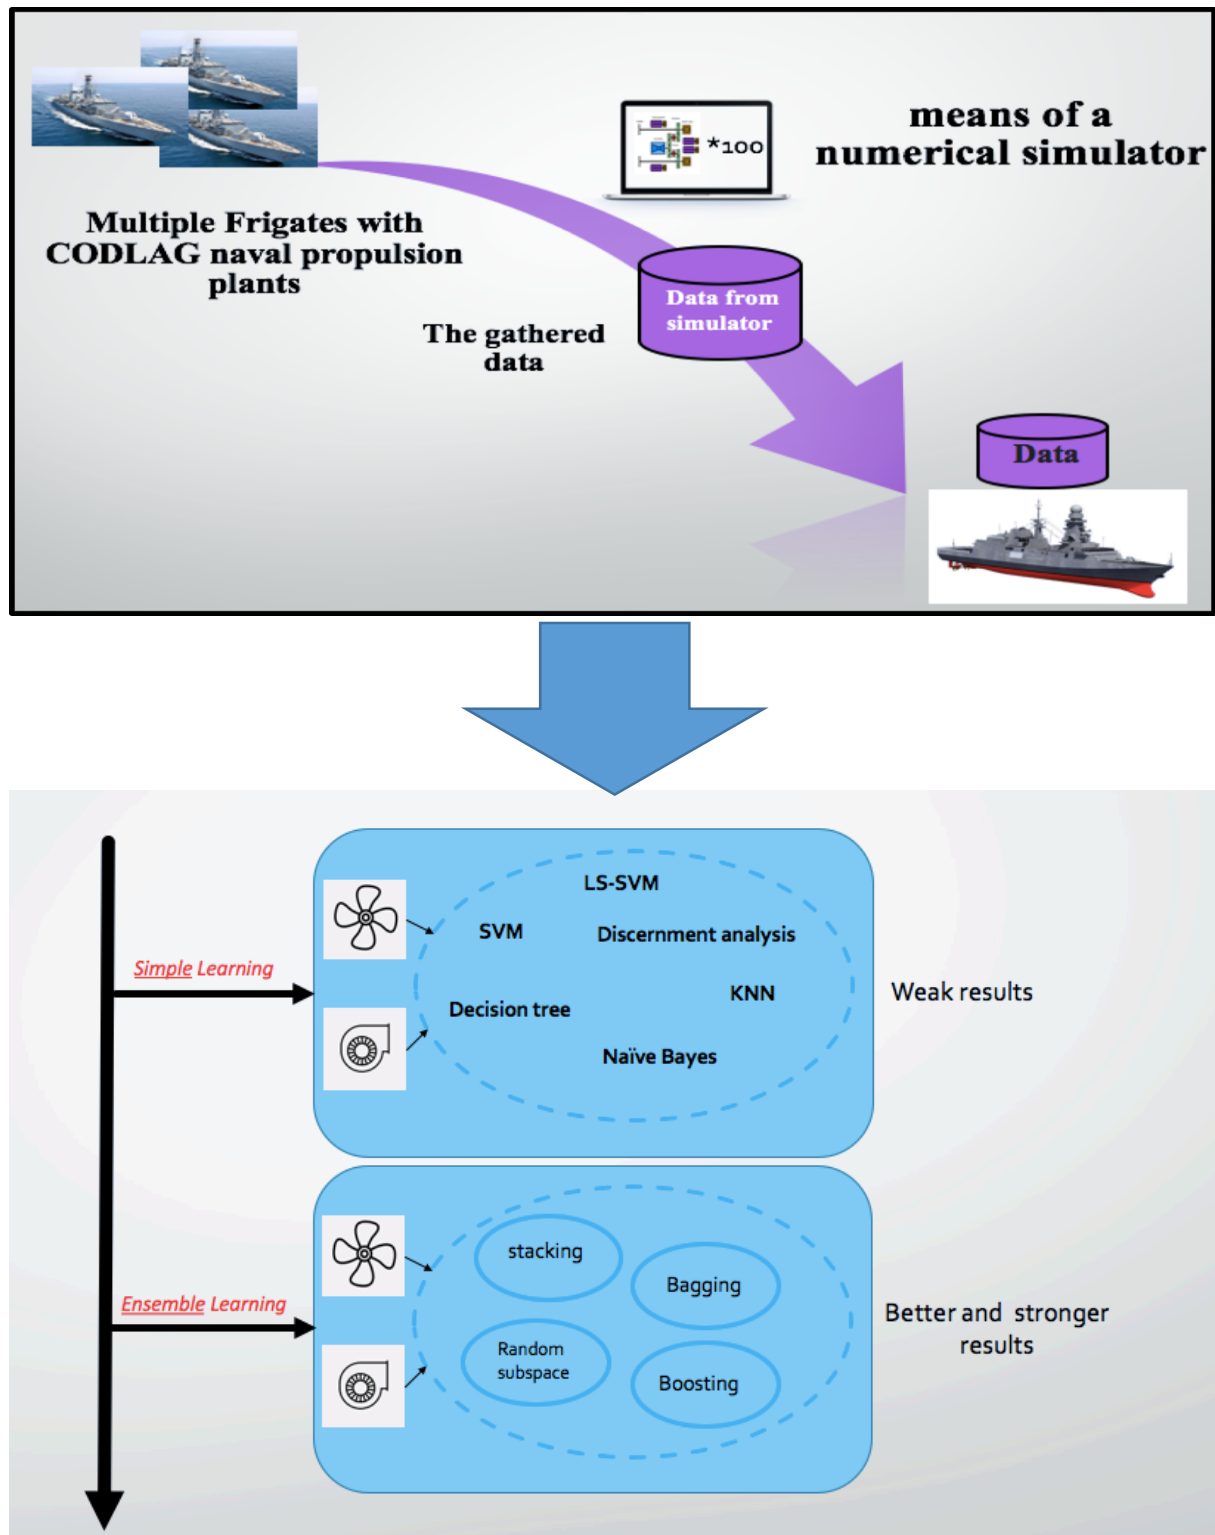 means of a
numerical simulator
*100
Multiple Frigates with
CODLAG naval propulsion
plants
Data from
simulator
The gathered
data
Data
LS-SVM
SVM
Discernment analysis
Simple Learning
KNN
Weak results
Decision tree
Naïve Bayes
stacking
Bagging
Ensemble Learning
Better and stronger
results
Random
subspace
Boosting